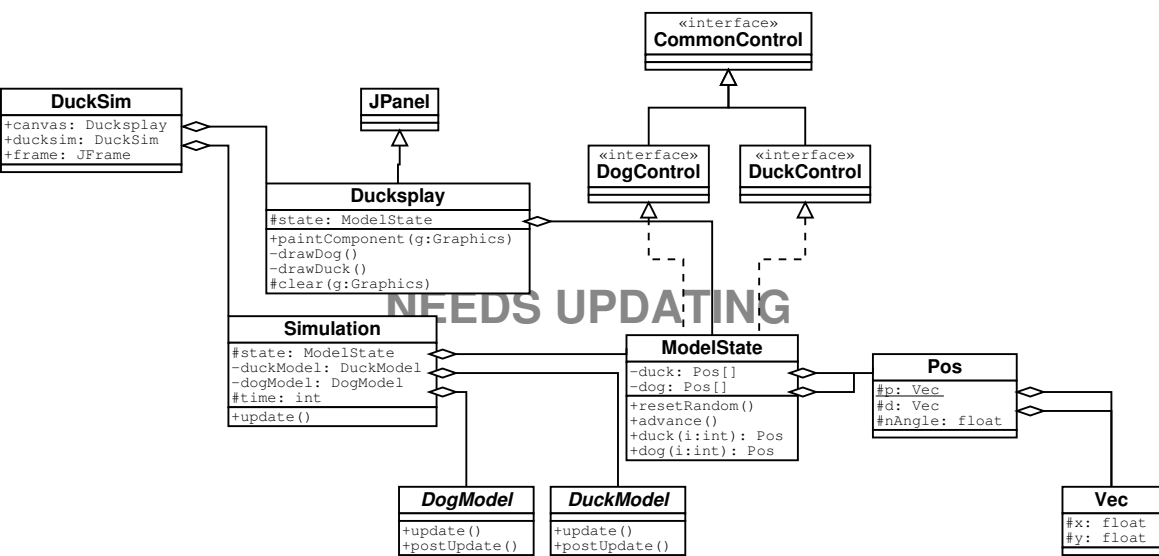 «interface»
CommonControl
DuckSim
+canvas: Ducksplay
+ducksim: DuckSim
+frame: JFrame
JPanel
«interface»
DogControl
«interface»
DuckControl
Ducksplay
#state: ModelState
+paintComponent(g:Graphics)
-drawDog()
-drawDuck()
#clear(g:Graphics)
NEEDS UPDATING
Simulation
#state: ModelState
-duckModel: DuckModel
-dogModel: DogModel
#time: int
+update()
ModelState
-duck: Pos[]
-dog: Pos[]
+resetRandom()
+advance()
+duck(i:int): Pos
+dog(i:int): Pos
Pos
#p: Vec
#d: Vec
#nAngle: float
DogModel
+update()
+postUpdate()
DuckModel
+update()
+postUpdate()
Vec
#x: float
#y: float